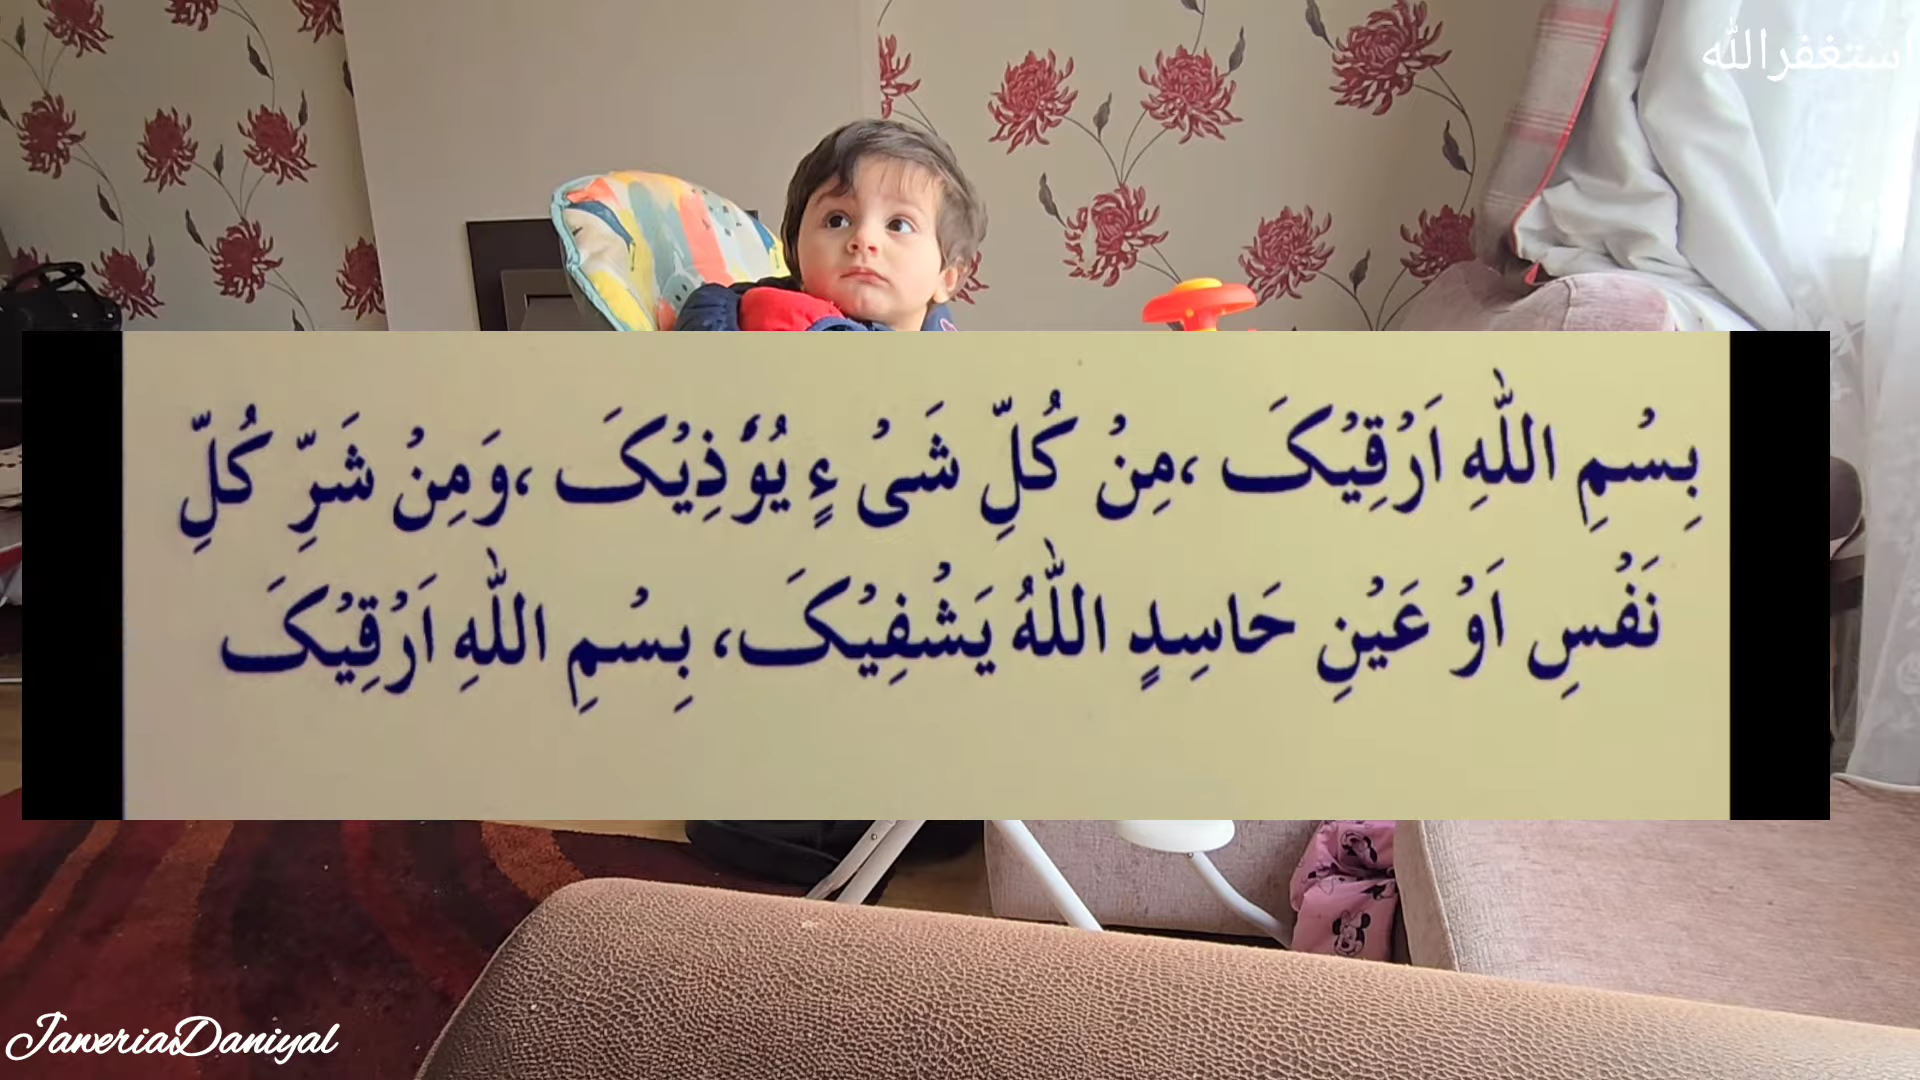 ستغفرالله
بِسْمِ اللّٰهِ اَرْقِيْکَ ،مِنْ کُلِّ شَیْ ءٍ یُؤْذِیْکَ ،وَمِنْ شَرِّ کُلِّ
نَفْسِ اَوْ عَیْنِ حَاسِدٍ اللّٰهُ یَشْفِیْکَ، بِسْمِ اللّٰهِ اَرْقِیْکَ
JaweriaDaniyal